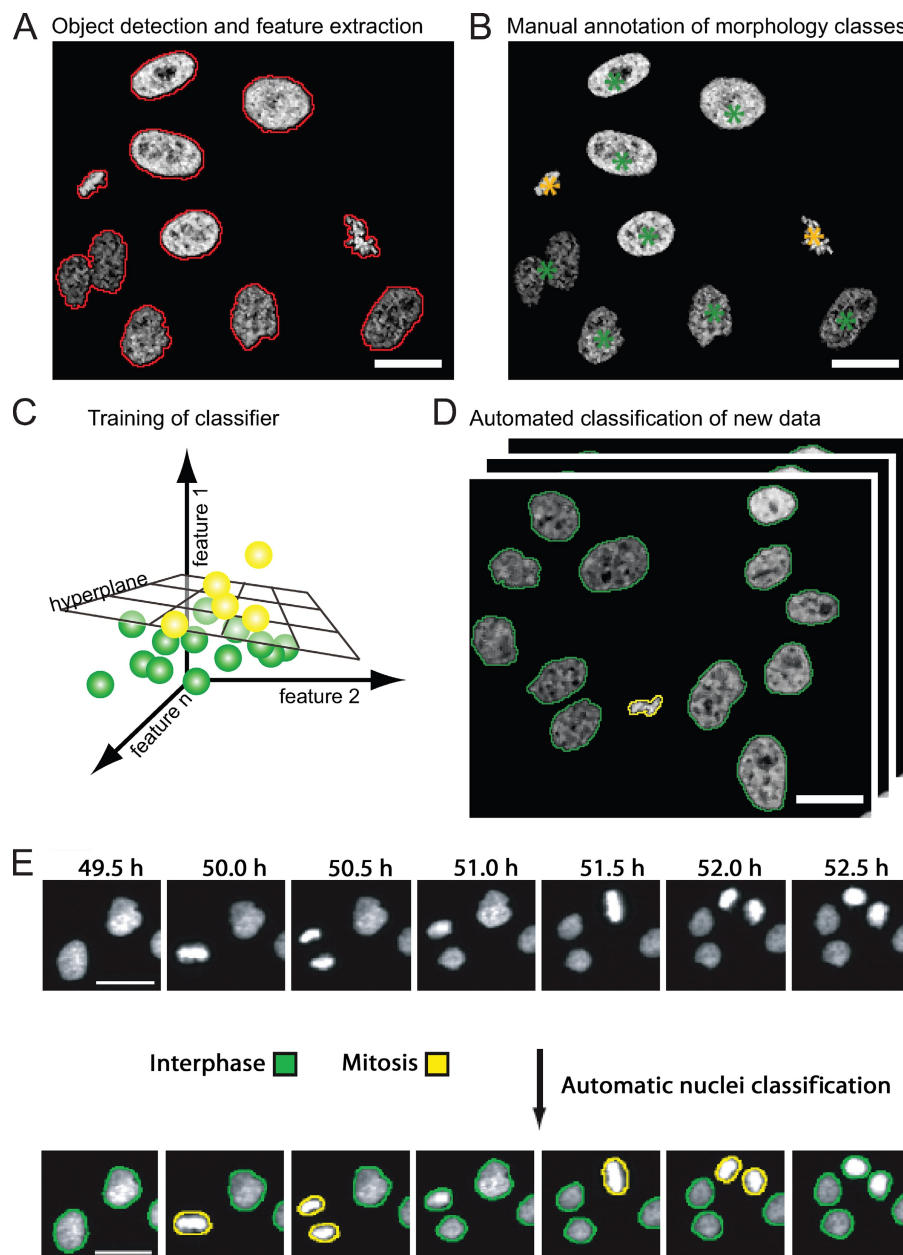 A Object detection and feature extraction
B Manual annotation of morphology classes
C Training of classifier
feature 1
hyperplane
feature 2
feature n
D Automated classification of new data
E
49.5 h 50.0 h 50.5 h 51.0 h 51.5 h 52.0 h 52.5 h
Interphase Mitosis
Automatic nuclei classification